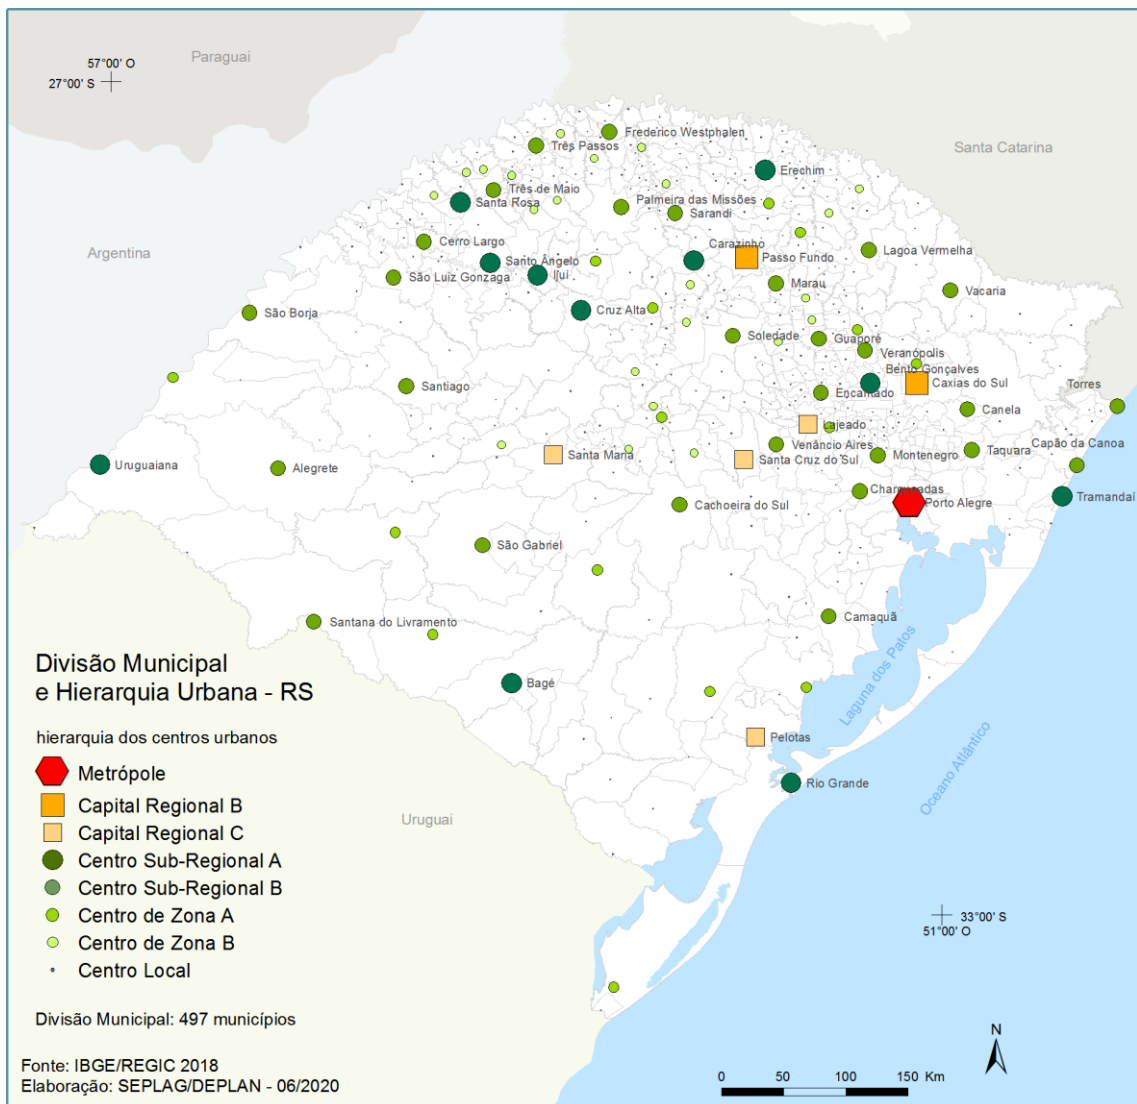 Paraguai
57°00' O
27°00' S
Frederico Westphalen
Três Passos
Santa Catarina
Erechim
Três de Maio
Santa Rosa
Palmeira das Missões
Sarandi
Argentina
Cerro Largo
Carazinho
Lagoa Vermelha
Santo Ângelo
Passo Fundo
Ijuí
São Luiz Gonzaga
Marau
Vacaria
São Borja
Cruz Alta
Soledade
Guaporé
Veranópolis
Bento Gonçalves
Santiago
Caxias do Sul
Torres
Encantado
Canela
Lajeado
Capão da Canoa
Venâncio Aires
Taquara
Santa Maria
Santa Cruz do Sul
Montenegro
Uruguaiana
Alegrete
Charqueadas
Tramandaí
Cachoeira do Sul
Porto Alegre
São Gabriel
Santana do Livramento
Camaquã
Laguna dos Patos
Bagé
Pelotas
Oceano Atlântico
Rio Grande
Uruguai
33°00' S
51°00' O
Divisão Municipal
e Hierarquia Urbana - RS
hierarquia dos centros urbanos
Metrópole
Capital Regional B
Capital Regional C
Centro Sub-Regional A
Centro Sub-Regional B
Centro de Zona A
Centro de Zona B
Centro Local
Divisão Municipal: 497 municípios
Fonte: IBGE/REGIC 2018
Elaboração: SEPLAG/DEPLAN - 06/2020
N
0 50 100 150 Km